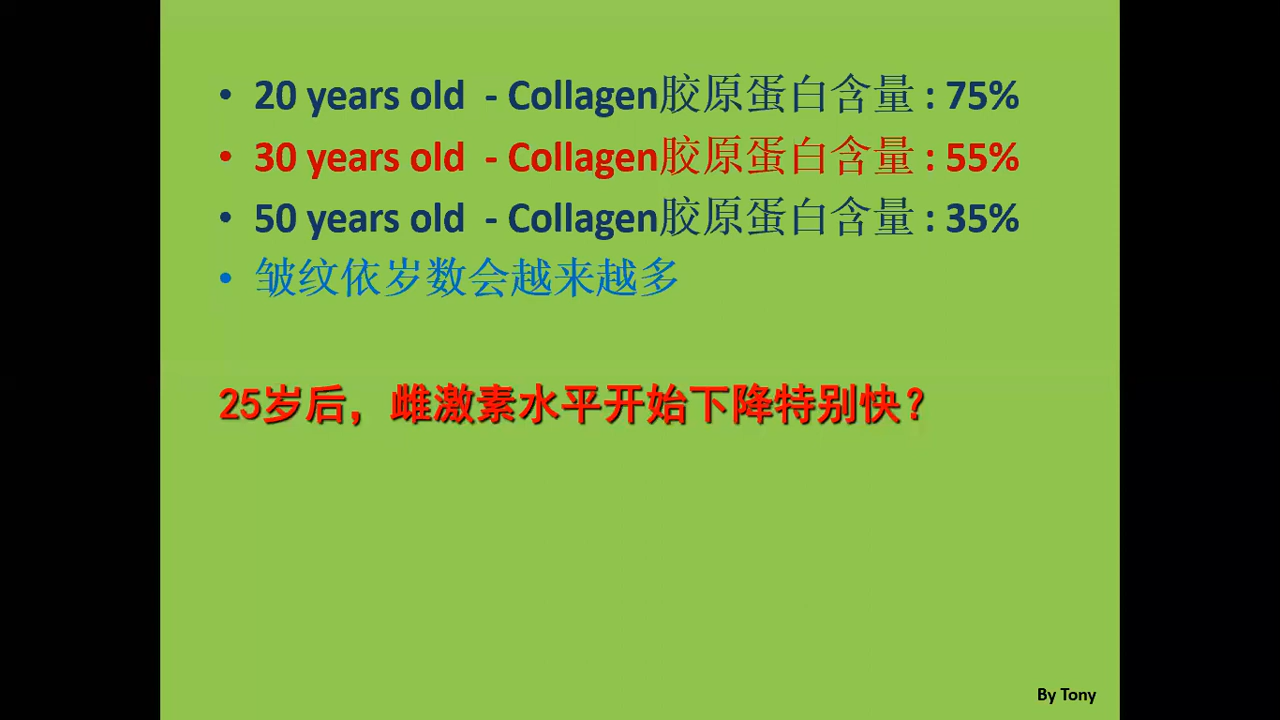 • 20 years old - Collagen胶原蛋白含量 : 75%
• 30 years old - Collagen胶原蛋白含量 : 55%
• 50 years old - Collagen胶原蛋白含量 : 35%
• 皱纹依岁数会越来越多
25岁后，雌激素水平开始下降特别快？
By Tony